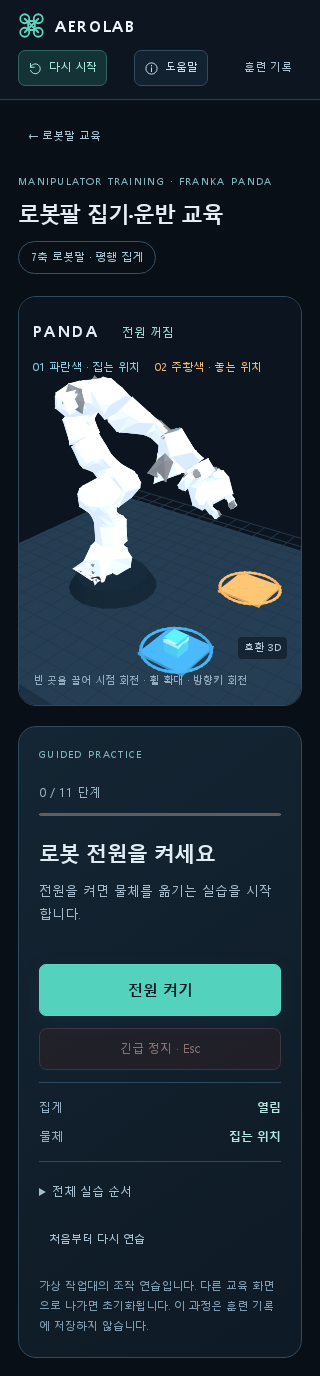 AEROLAB
다시 시작
도움말
훈련 기록
← 로봇팔 교육
MANIPULATOR TRAINING · FRANKA PANDA
로봇팔 집기·운반 교육
7축 로봇팔 · 평행 집게
PANDA 전원 꺼짐
01 파란색 · 집는 위치 02 주황색 · 놓는 위치
호환 3D
빈 곳을 끌어 시점 회전 · 휠 확대 · 방향키 회전
GUIDED PRACTICE
0 / 11 단계
로봇 전원을 켜세요
전원을 켜면 물체를 옮기는 실습을 시작
합니다.
전원 켜기
긴급 정지 · Esc
집게 열림
물체 집는 위치
▶ 전체 실습 순서
처음부터 다시 연습
가상 작업대의 조작 연습입니다. 다른 교육 화면
으로 나가면 초기화됩니다. 이 과정은 훈련 기록
에 저장하지 않습니다.